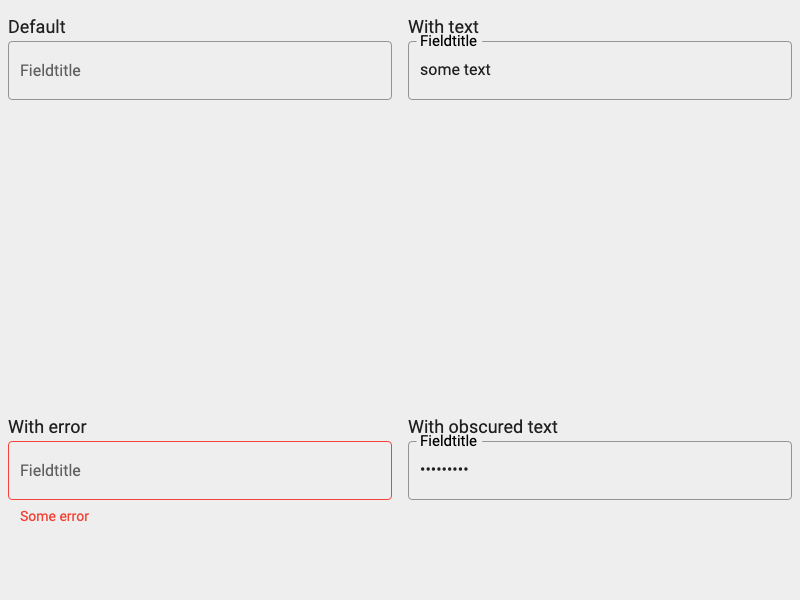 Default
Fieldtitle
With text
Fieldtitle
some text
With error
Fieldtitle
Some error
With obscured text
Fieldtitle
•••••••••